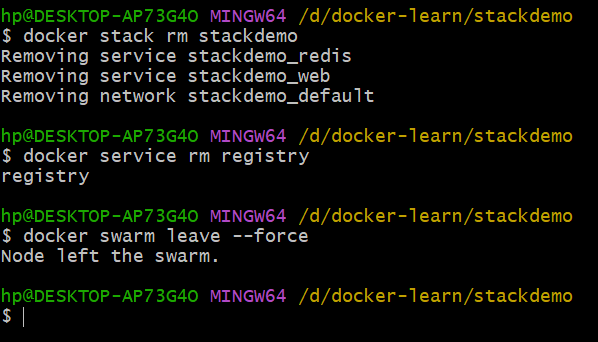 hp@DESKTOP-AP73G4O MINGW64 /d/docker-learn/stackdemo
$ docker stack rm stackdemo
Removing service stackdemo_redis
Removing service stackdemo_web
Removing network stackdemo_default
hp@DESKTOP-AP73G4O MINGW64 /d/docker-learn/stackdemo
$ docker service rm registry
registry
hp@DESKTOP-AP73G4O MINGW64 /d/docker-learn/stackdemo
$ docker swarm leave --force
Node left the swarm.
hp@DESKTOP-AP73G4O MINGW64 /d/docker-learn/stackdemo
$